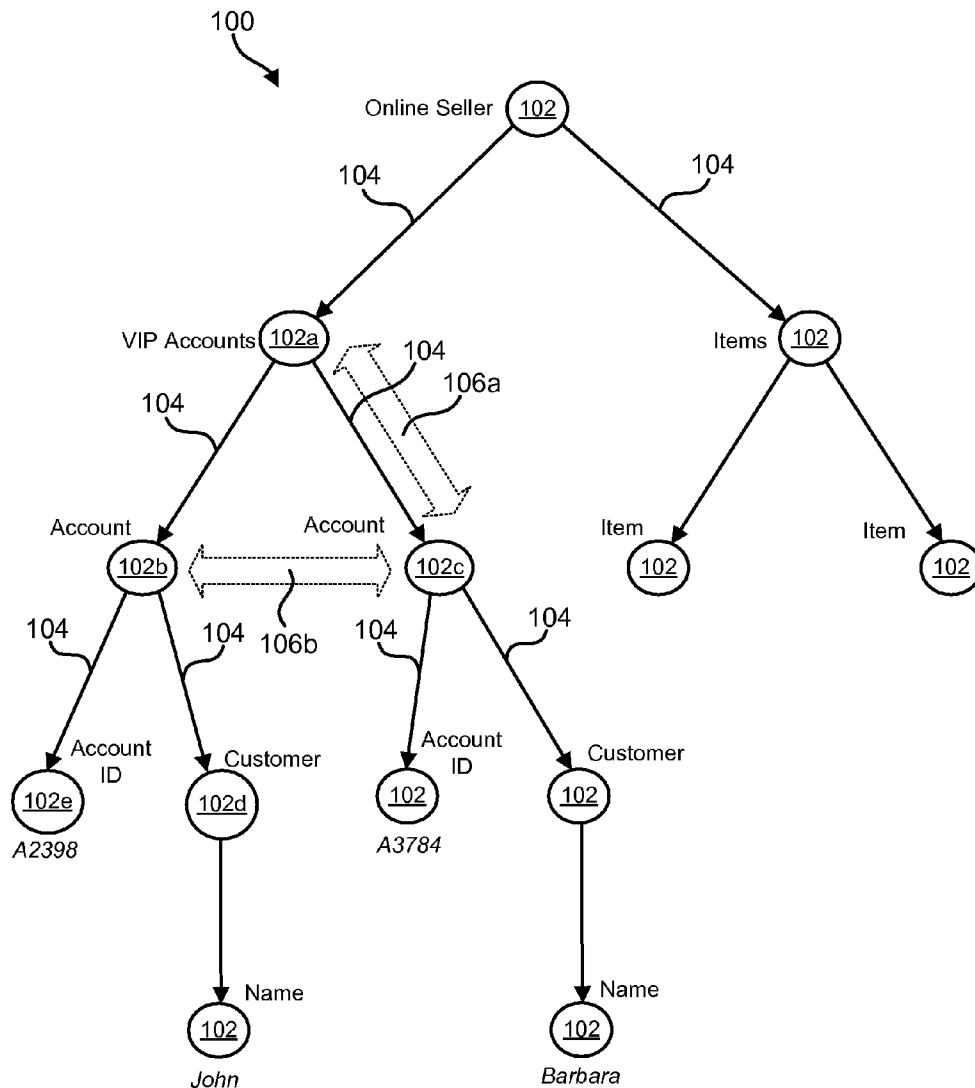 100
Online Seller
102
104
104
VIP Accounts
102a
104
106a
Items
102
104
Account
102b
Account
102c
Item
102
Item
102
106b
104
104
104
104
Account
ID
102e
A2398
Customer
102d
Account
ID
102
A3784
Customer
102
Name
102
John
Name
102
Barbara